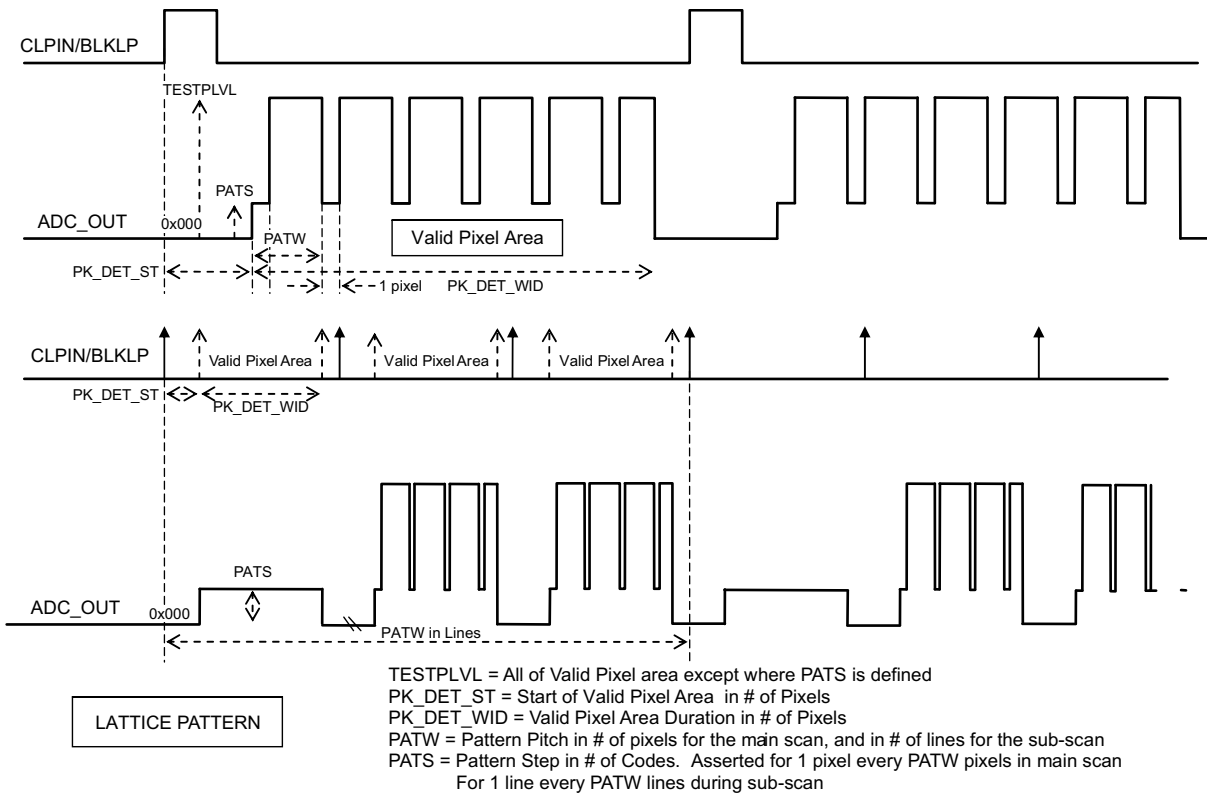 CLPIN/BLKLP
TESTPLVL
PATS
ADC_OUT
0x000
PATW
Valid Pixel Area
PK_DET_ST
1 pixel
PK_DET_WID
CLPIN/BLKLP
Valid Pixel Area
Valid Pixel Area
Valid Pixel Area
PK_DET_ST
PK_DET_WID
PATS
ADC_OUT
0x000
PATW in Lines
LATTICE PATTERN
TESTPLVL = All of Valid Pixel area except where PATS is defined
PK_DET_ST = Start of Valid Pixel Area in # of Pixels
PK_DET_WID = Valid Pixel Area Duration in # of Pixels
PATW = Pattern Pitch in # of pixels for the main scan, and in # of lines for the sub-scan
PATS = Pattern Step in # of Codes. Asserted for 1 pixel every PATW pixels in main scan
For 1 line every PATW lines during sub-scan